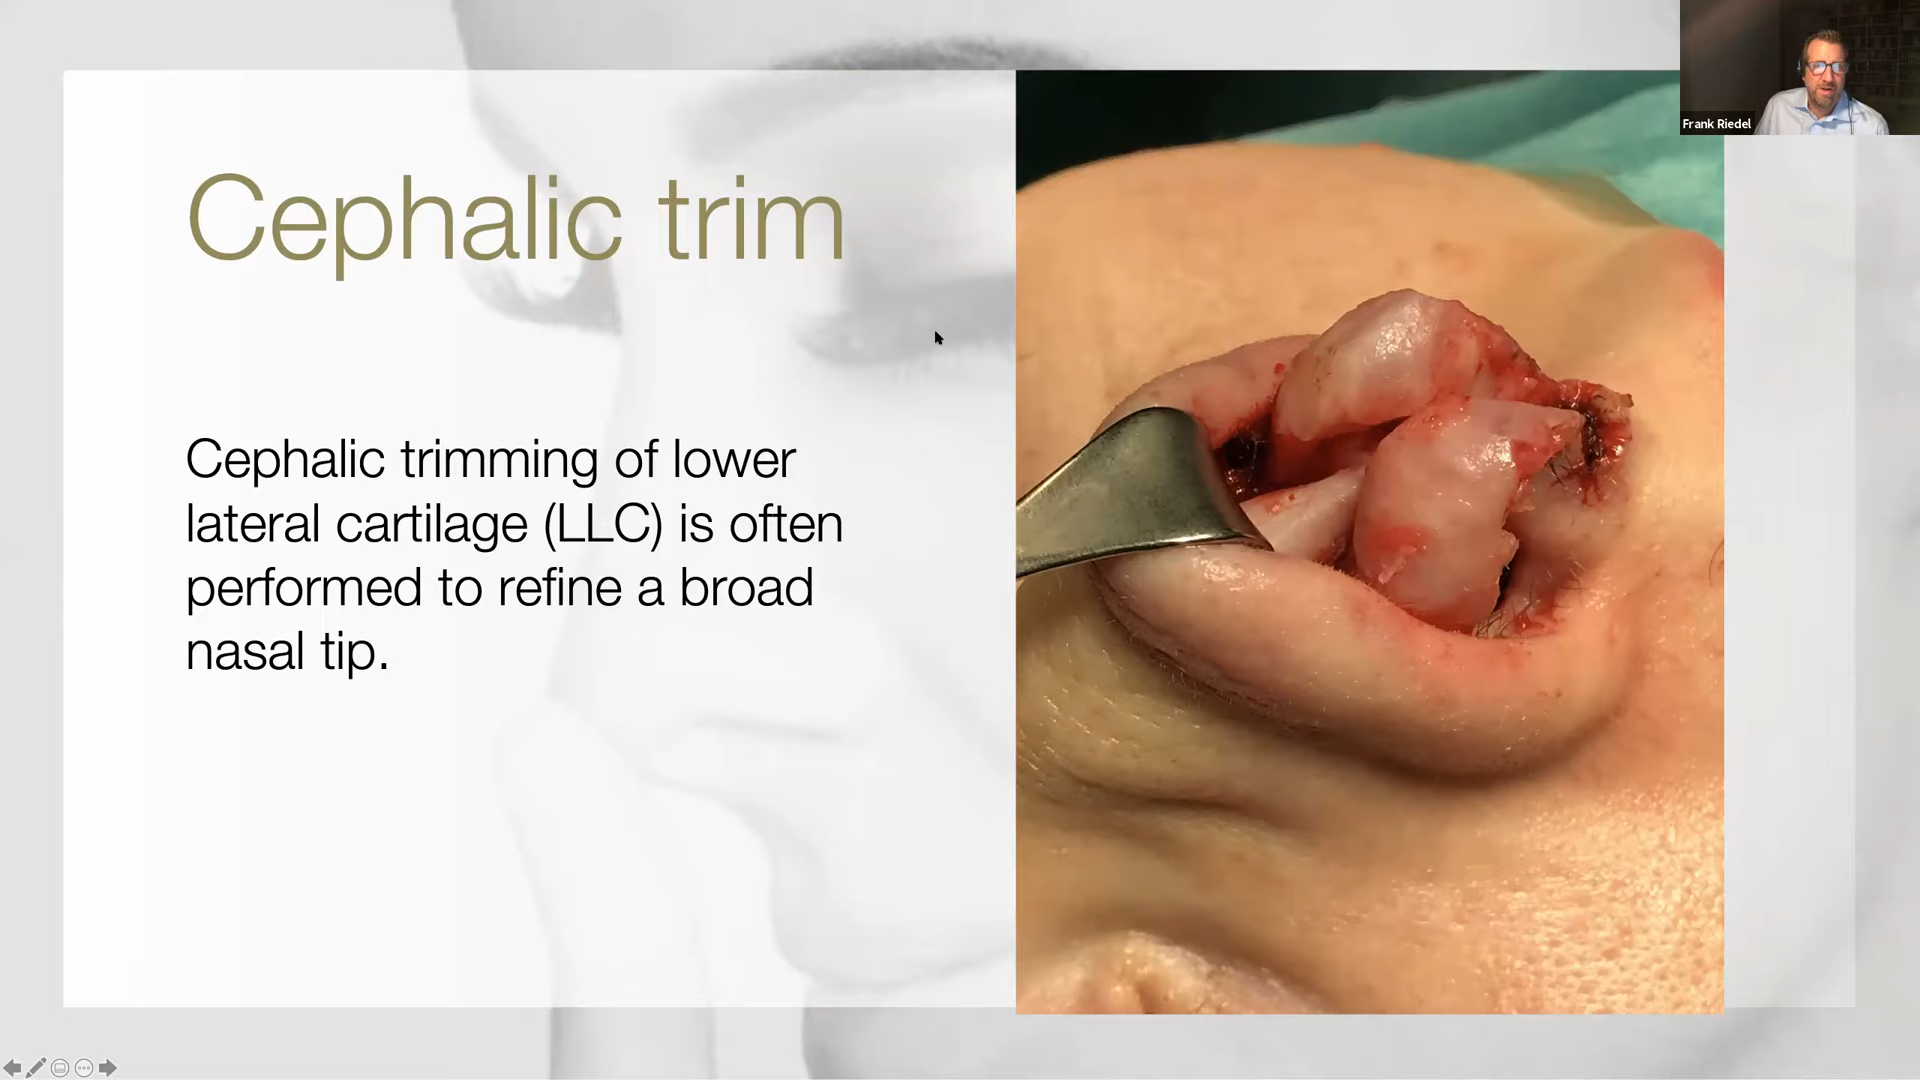 Frank Riedel
Cephalic trim
Cephalic trimming of lower
lateral cartilage (LLC) is often
performed to refine a broad
nasal tip.